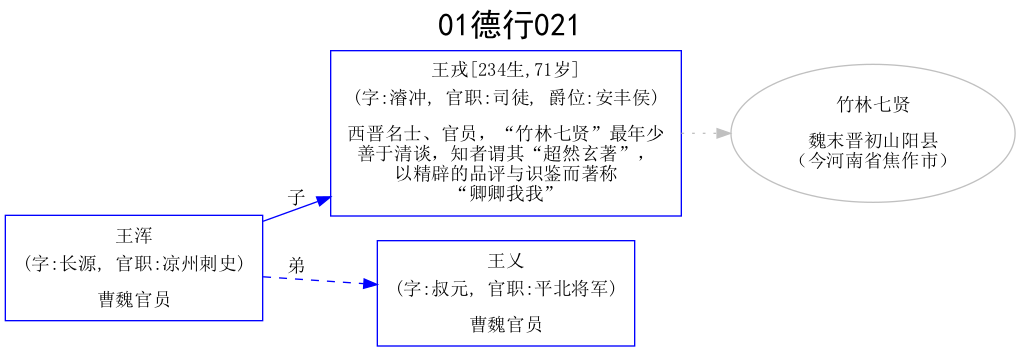 01德行021
王戎[234生,71岁]
(字:濬冲, 官职:司徒, 爵位:安丰侯)
西晋名士、官员，“竹林七贤”最年少
善于清谈，知者谓其“超然玄著”，
以精辟的品评与识鉴而著称
“卿卿我我”
竹林七贤
魏末晋初山阳县
（今河南省焦作市）
子
王浑
(字:长源, 官职:凉州刺史)
曹魏官员
弟
王乂
(字:叔元, 官职:平北将军)
曹魏官员